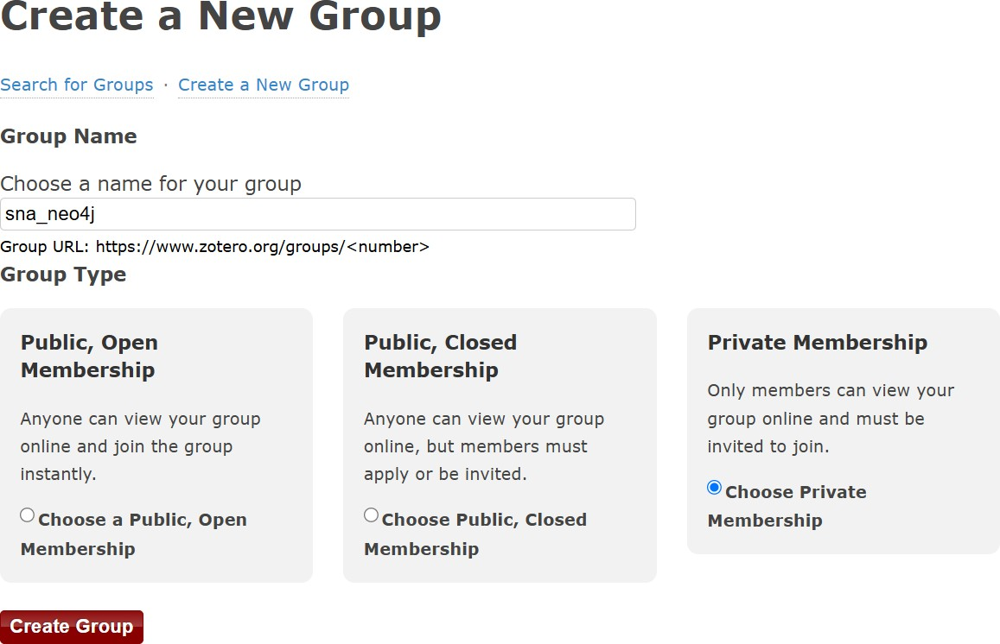 Create a New Group
Search for Groups · Create a New Group
Group Name
Choose a name for your group
sna_neo4j
Group URL: https://www.zotero.org/groups/<number>
Group Type
Public, Open
Membership
Anyone can view your group
online and join the group
instantly.
Choose a Public, Open
Membership
Public, Closed
Membership
Anyone can view your group
online, but members must
apply or be invited.
Choose Public, Closed
Membership
Private Membership
Only members can view your
group online and must be
invited to join.
Choose Private
Membership
Create Group